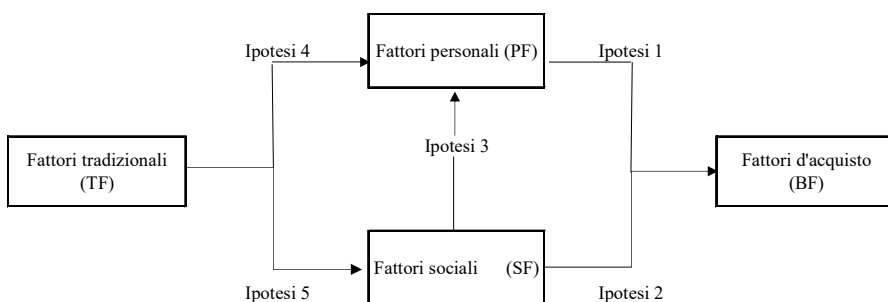 Ipotesi 4
Fattori personali (PF)
Ipotesi 1
Ipotesi 3
Fattori tradizionali
(TF)
Fattori d'acquisto
(BF)
Fattori sociali (SF)
Ipotesi 5
Ipotesi 2